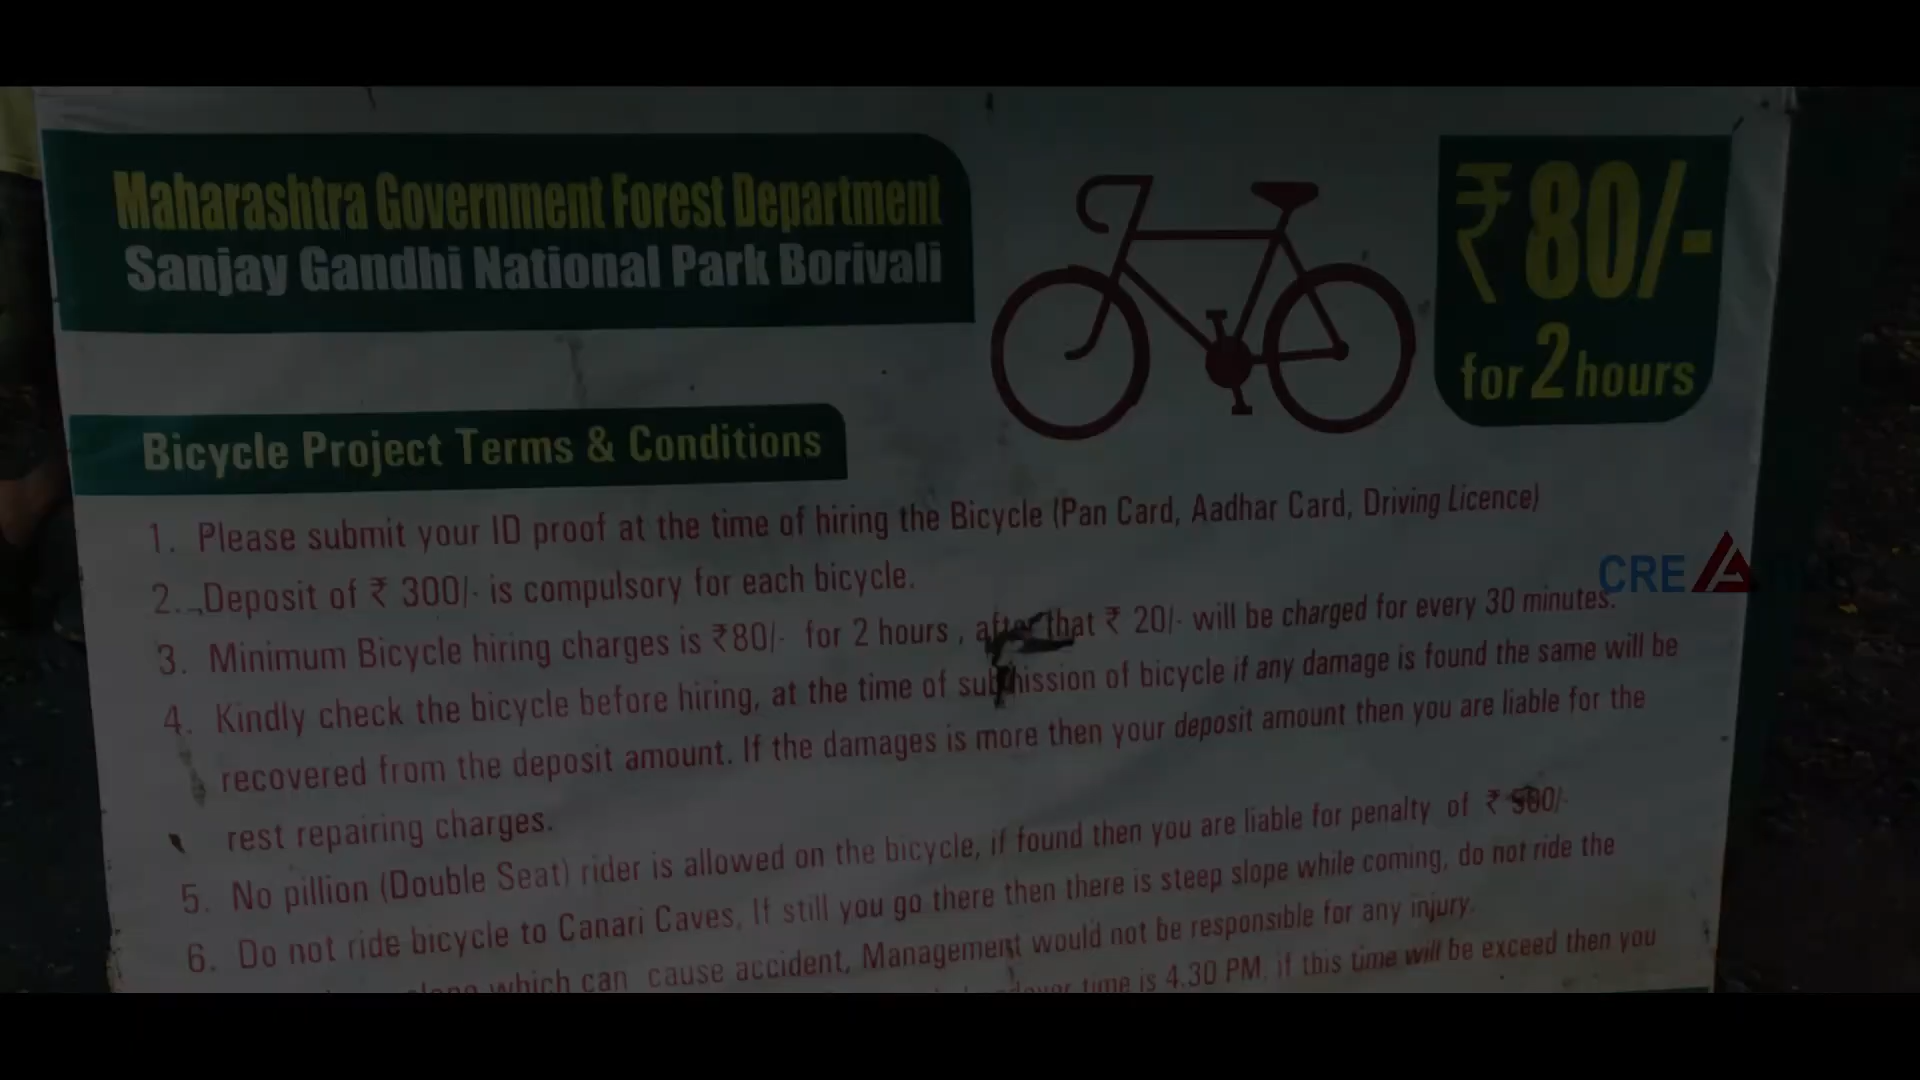 Maharashtra Government Forest Department
Sanjay Gandhi National Park Borivali
₹80/-
for 2 hours
Bicycle Project Terms & Conditions
1. Please submit your ID proof at the time of hiring the Bicycle (Pan Card, Aadhar Card, Driving Licence)
2. Deposit of ₹ 300/- is compulsory for each bicycle.
3. Minimum Bicycle hiring charges is ₹80/- for 2 hours, after that ₹ 20/- will be charged for every 30 minutes.
4. Kindly check the bicycle before hiring, at the time of submission of bicycle if any damage is found the same will be
recovered from the deposit amount. If the damages is more then your deposit amount then you are liable for the
rest repairing charges.
5. No pillion (Double Seat) rider is allowed on the bicycle, if found then you are liable for penalty of ₹
6. Do not ride bicycle to Canari Caves, If still you go there then there is steep slope while coming, do not ride the
which can cause accident, Management would not be responsible for any injury.
time is 4.30 PM. if this time will be exceed then you
CRE